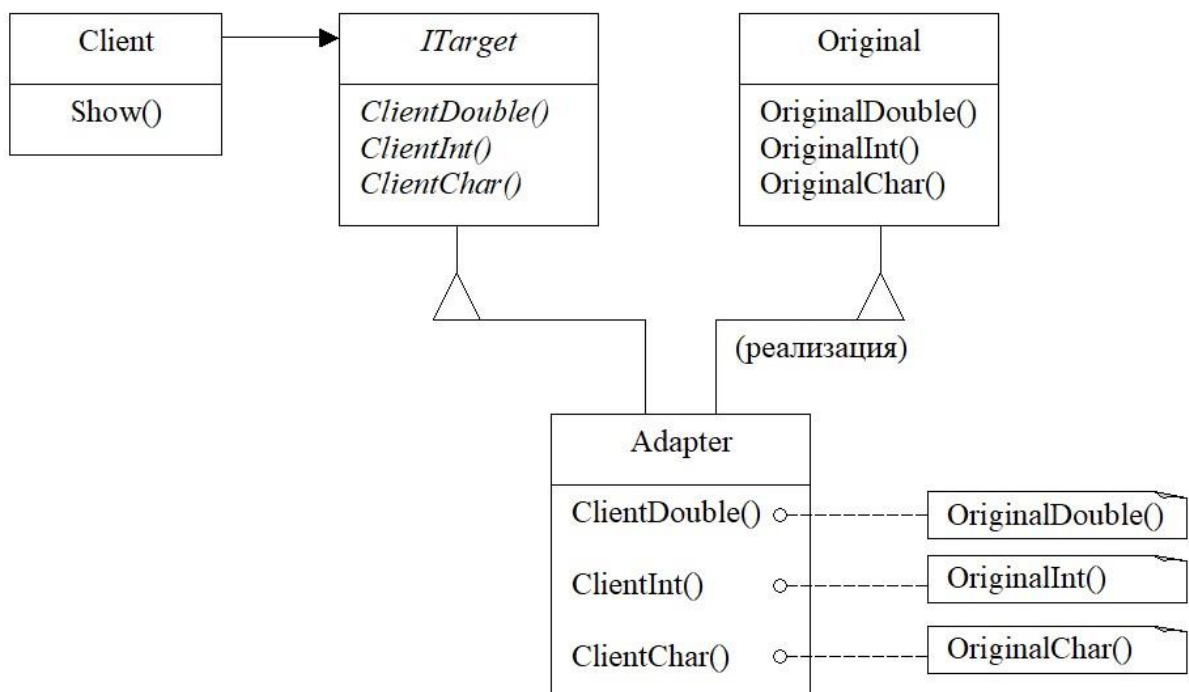 Client
Show()
ITarget
ClientDouble()
ClientInt()
ClientChar()
Original
OriginalDouble()
OriginalInt()
OriginalChar()
(реализация)
Adapter
ClientDouble()
OriginalDouble()
ClientInt()
OriginalInt()
ClientChar()
OriginalChar()